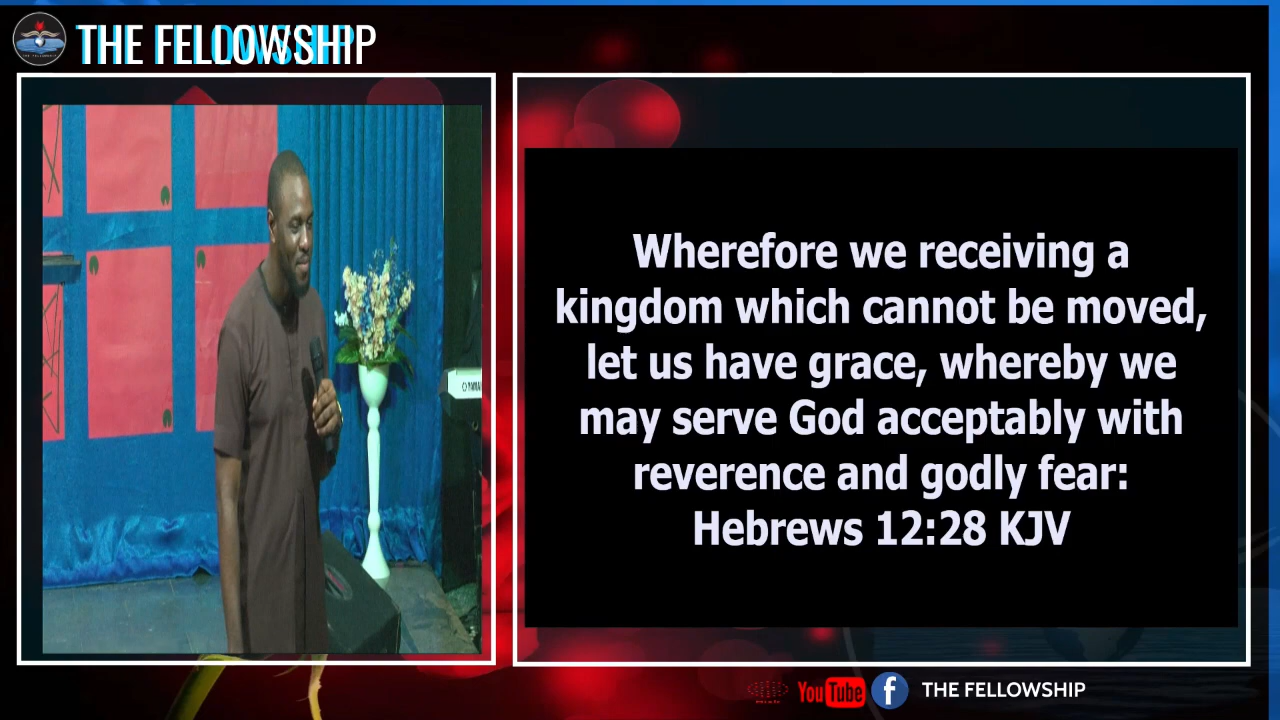 THE FELLOWSHIP
Wherefore we receiving a
kingdom which cannot be moved,
let us have grace, whereby we
may serve God acceptably with
reverence and godly fear:
Hebrews 12:28 KJV
YouTube
THE FELLOWSHIP